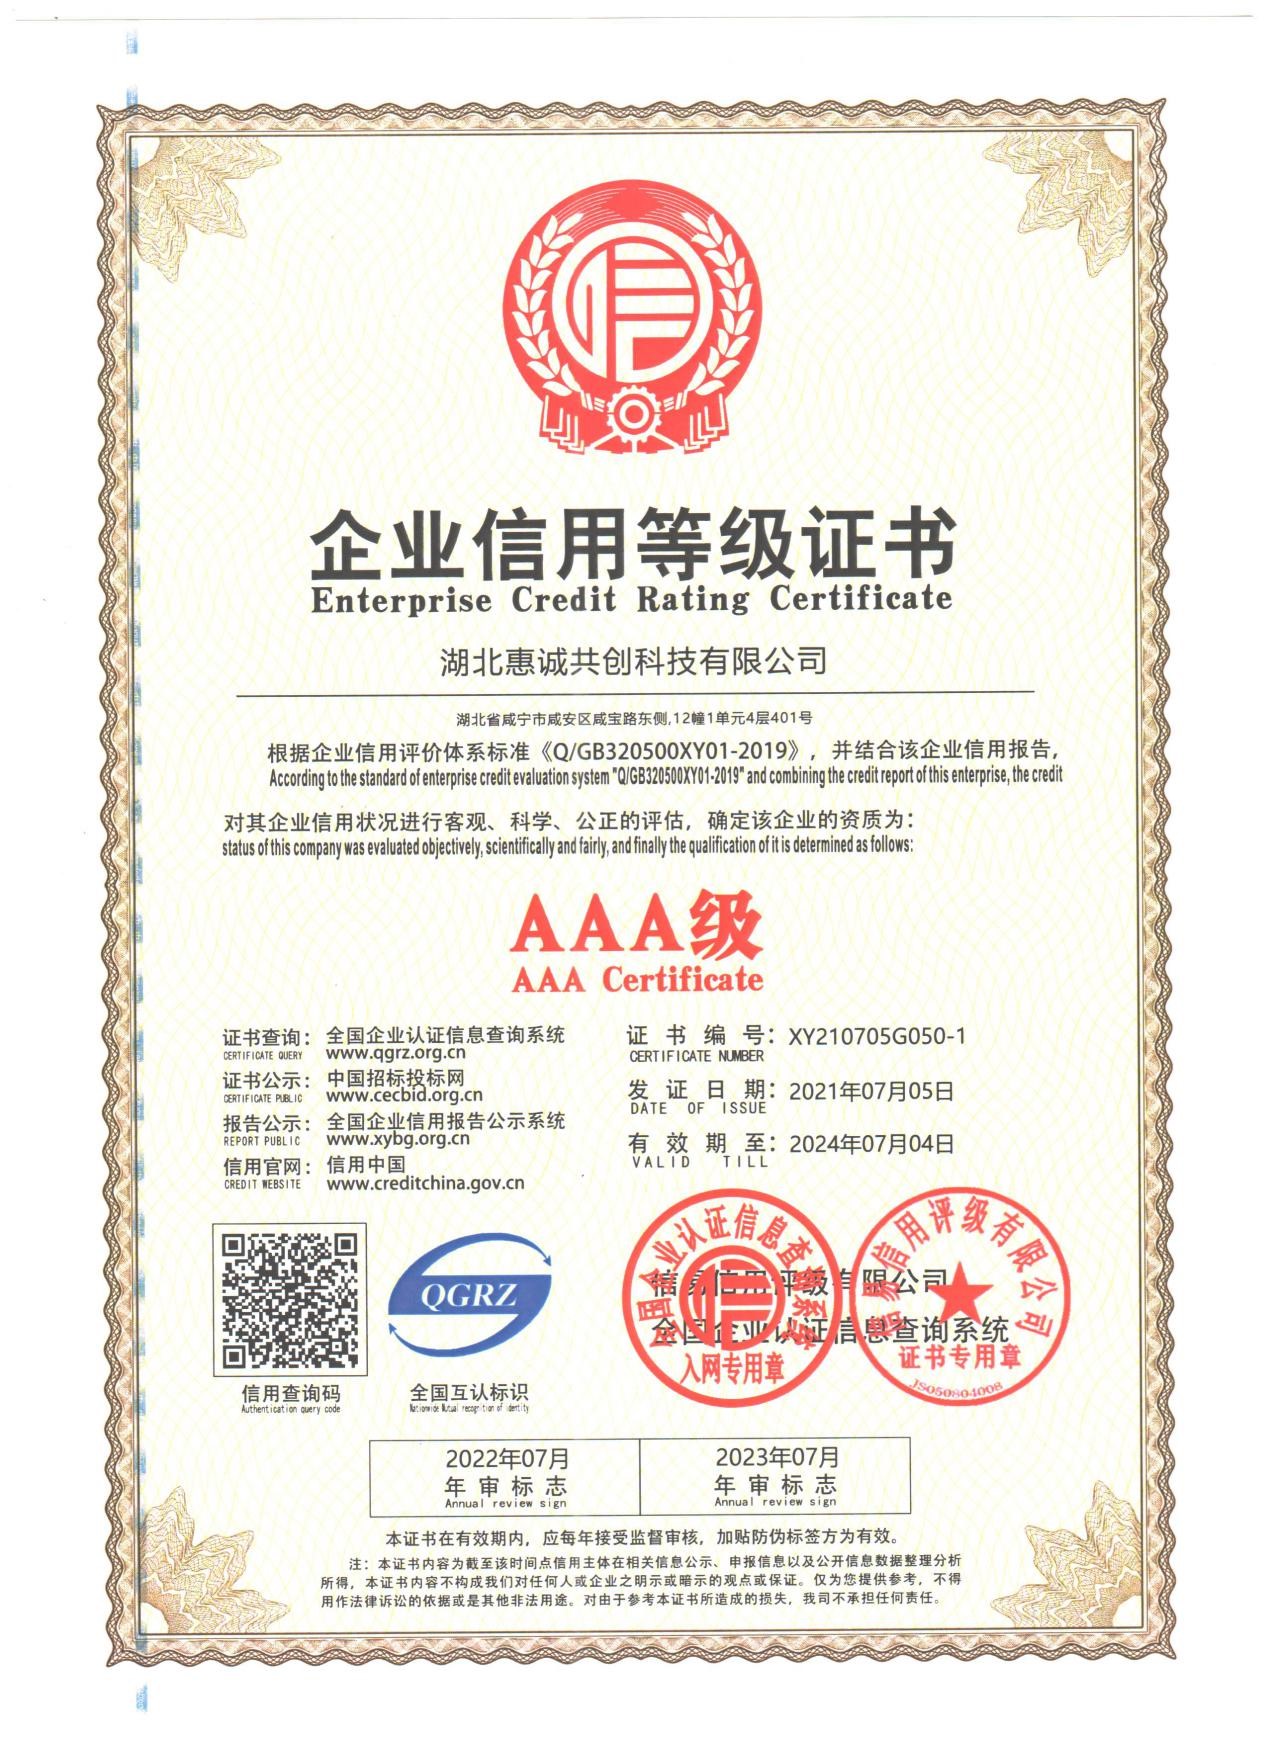 企业信用等级证书
Enterprise Credit Rating Certificate
湖北惠诚共创科技有限公司
湖北省咸宁市咸安区咸宝路东侧,12幢1单元4层401号
根据企业信用评价体系标准《Q/GB320500XY01-2019》，并结合该企业信用报告，
According to the standard of enterprise credit evaluation system "Q/GB320500XY01-2019" and combining the credit report of this enterprise, the credit
对其企业信用状况进行客观、科学、公正的评估，确定该企业的资质为：
status of this company was evaluated objectively, scientifically and fairly, and finally the qualification of it is determined as follows:
AAA级
AAA Certificate
证书查询： 全国企业认证信息查询系统
CERTIFICATE QUERY www.qgrz.org.cn
证书公示： 中国招标投标网
CERTIFICATE PUBLIC www.cecbid.org.cn
报告公示： 全国企业信用报告公示系统
REPORT PUBLIC www.xybg.org.cn
信用官网： 信用中国
CREDIT WEBSITE www.creditchina.gov.cn
证书编号： XY210705G050-1
CERTIFICATE NUMBER
发证日期： 2021年07月05日
DATE OF ISSUE
有效期至： 2024年07月04日
VALID TILL
QGRZ
信用查询码
Authentication query code
全国互认标识
Nationwide Mutual recognition of identity
信易信用评级有限公司
全国企业认证信息查询系统
全国企业认证信息查询系统
入网专用章
信易信用评级有限公司
证书专用章
JS050804008
2022年07月
年审标志
Annual review sign
2023年07月
年审标志
Annual review sign
本证书在有效期内，应每年接受监督审核，加贴防伪标签方为有效。
注：本证书内容为截至该时间点信用主体在相关信息公示、申报信息以及公开信息数据整理分析
所得，本证书内容不构成我们对任何人或企业之明示或暗示的观点或保证。仅为您提供参考，不得
用作法律诉讼的依据或是其他非法用途。对由于参考本证书所造成的损失，我司不承担任何责任。